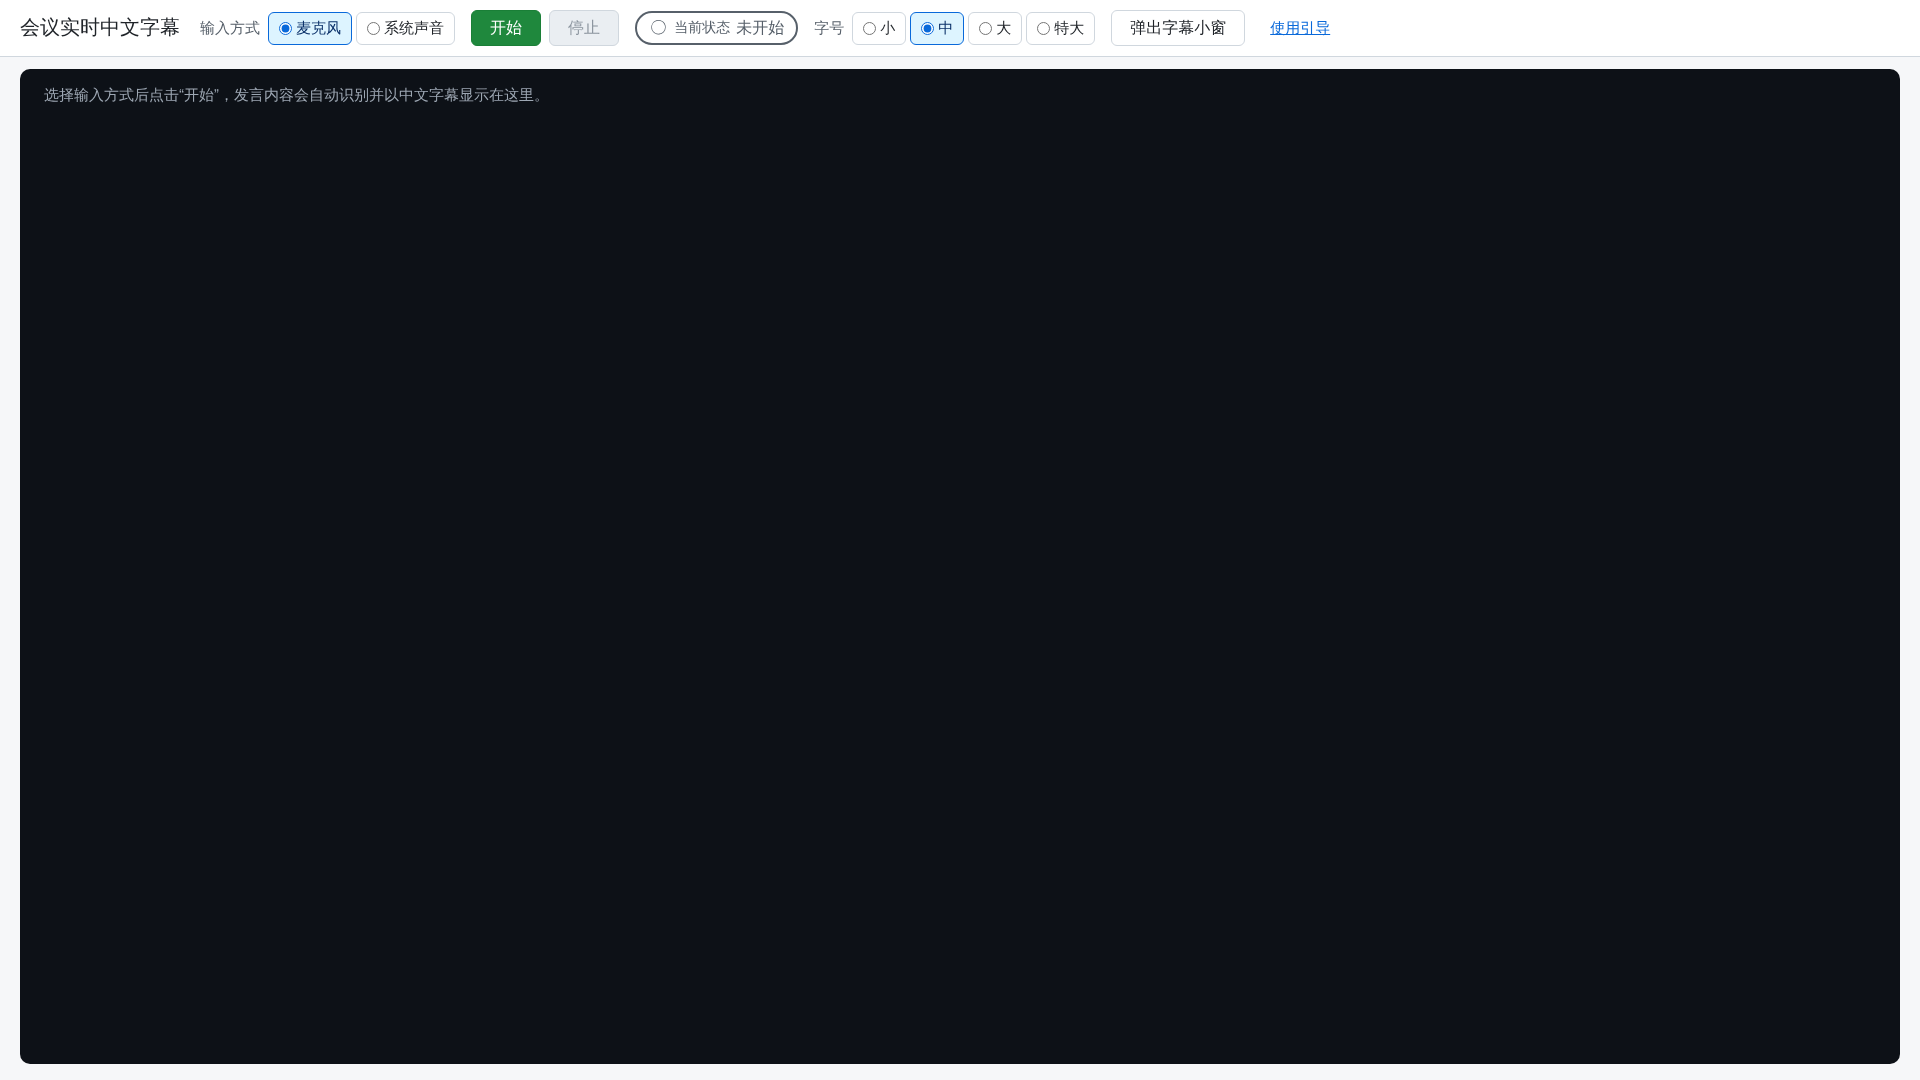 会议实时中文字幕 输入方式 麦克风 系统声音 开始 停止 当前状态 未开始 字号 小 中 大 特大 弹出字幕小窗 使用引导
选择输入方式后点击“开始”，发言内容会自动识别并以中文字幕显示在这里。